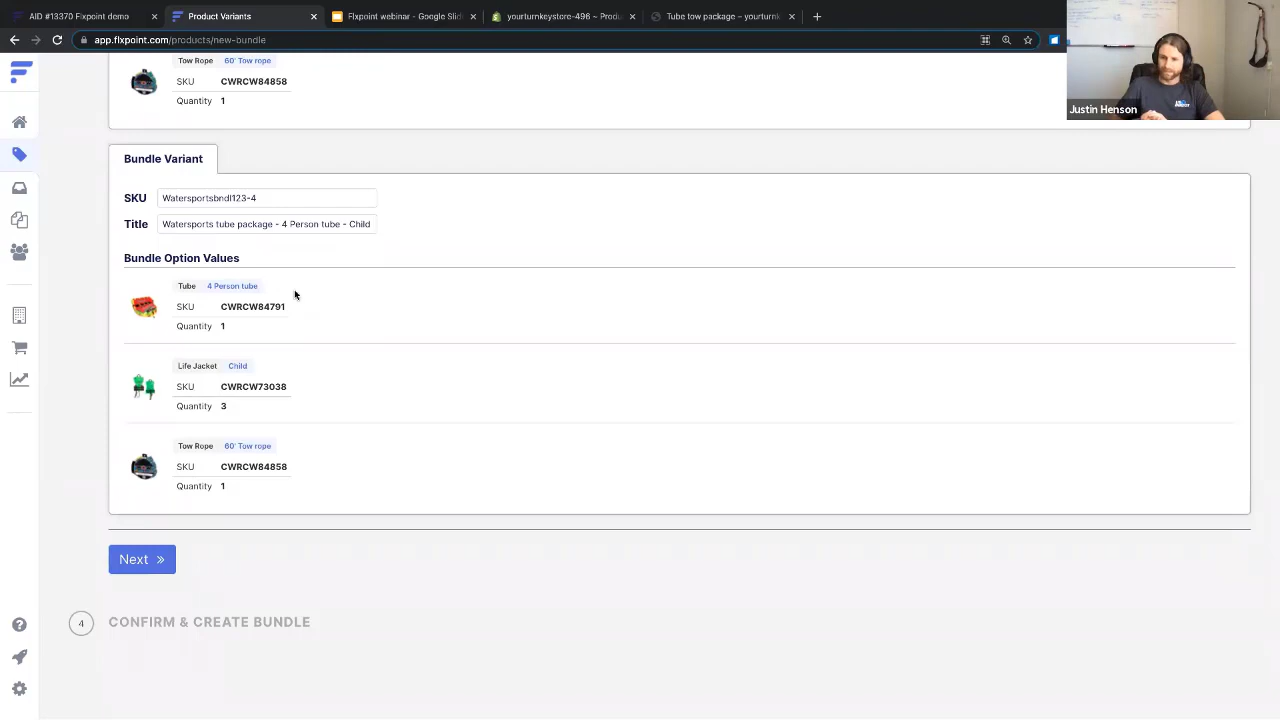 AID #13370 Flxpoint demo
Product Variants
Flxpoint webinar - Google Slid
yourturnkeystore-496 ~ Produ
Tube tow package – yourturnk
app.flxpoint.com/products/new-bundle
Justin Henson
Tow Rope 60' Tow rope
SKU CWRCW84858
Quantity 1
Bundle Variant
SKU Watersportsbndl123-4
Title Watersports tube package - 4 Person tube - Child
Bundle Option Values
Tube 4 Person tube
SKU CWRCW84791
Quantity 1
Life Jacket Child
SKU CWRCW73038
Quantity 3
Tow Rope 60' Tow rope
SKU CWRCW84858
Quantity 1
Next »
4 CONFIRM & CREATE BUNDLE